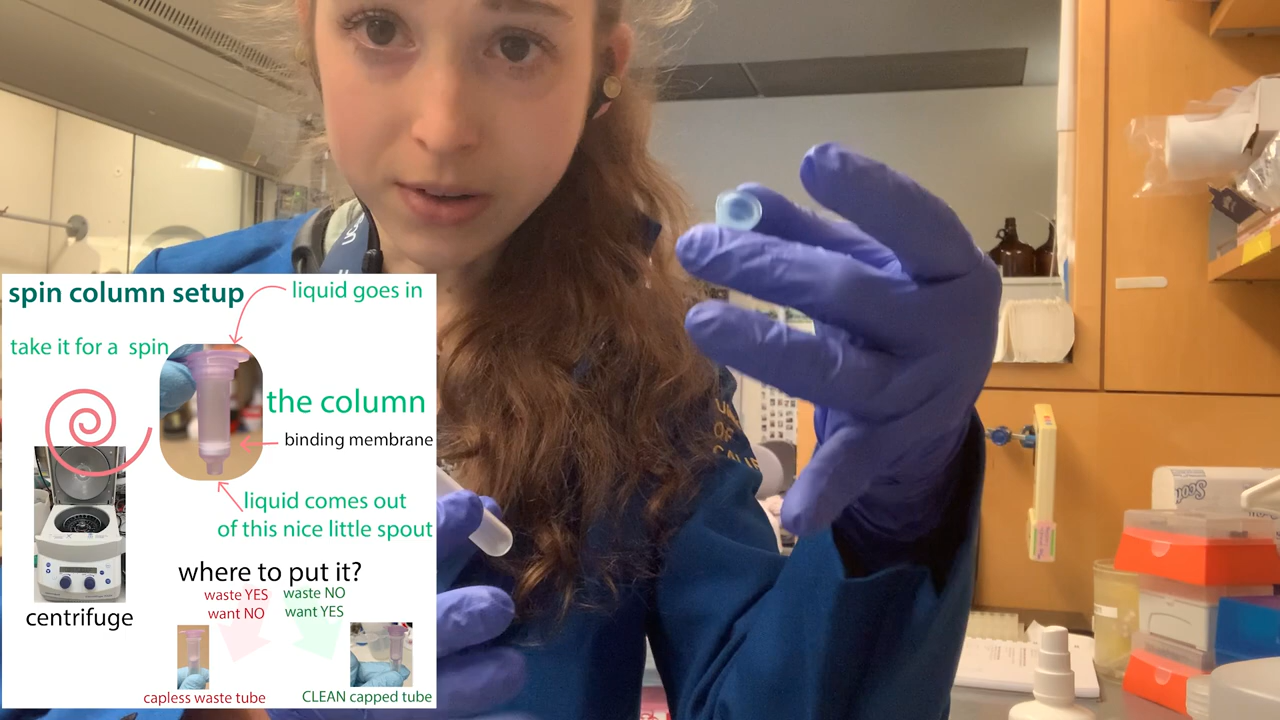 spin column setup
liquid goes in
take it for a spin
the column
binding membrane
liquid comes out
of this nice little spout
where to put it?
waste YES
want NO
waste NO
want YES
centrifuge
capless waste tube
CLEAN capped tube
OF
Scott